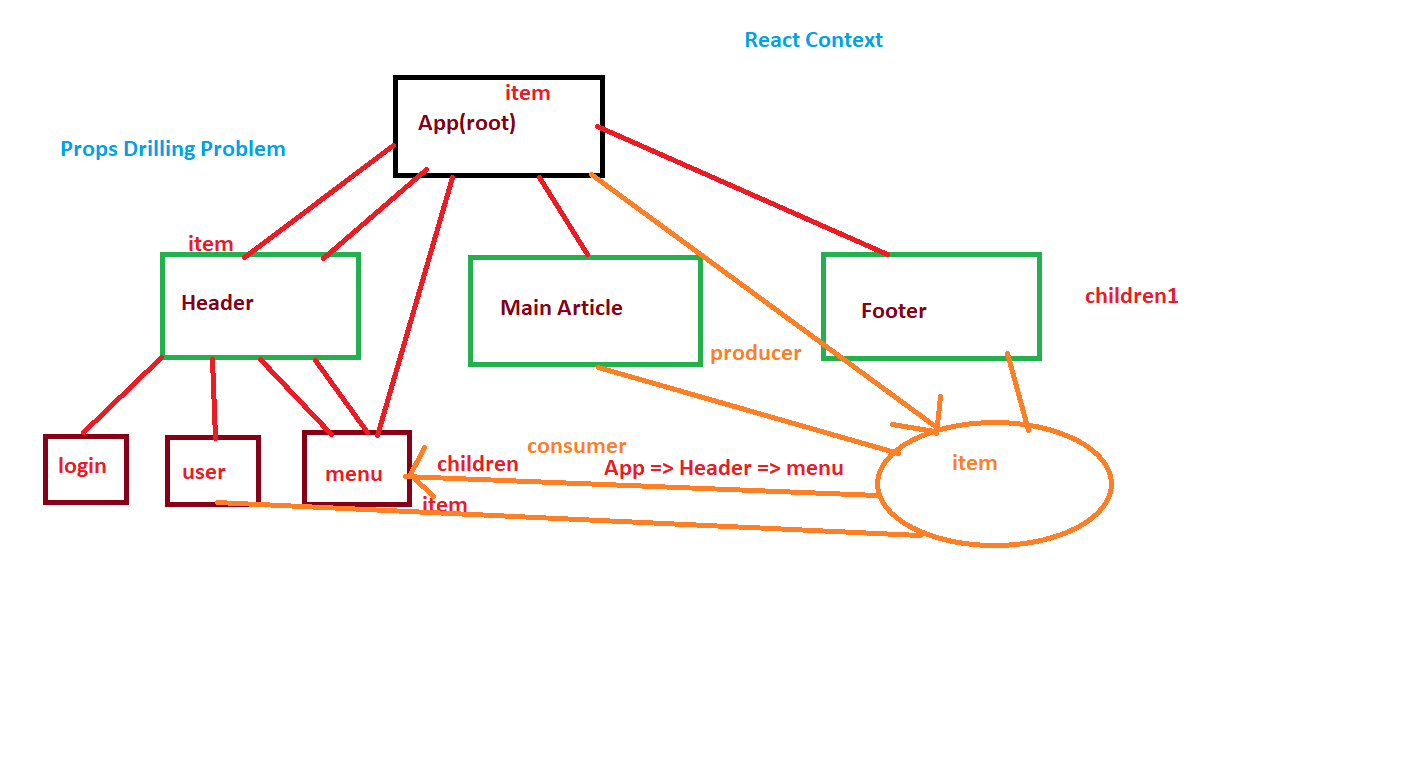 React Context
item
App(root)
Props Drilling Problem
item
Header
Main Article
Footer
children1
producer
login
user
menu
children
consumer
App => Header => menu
item
item